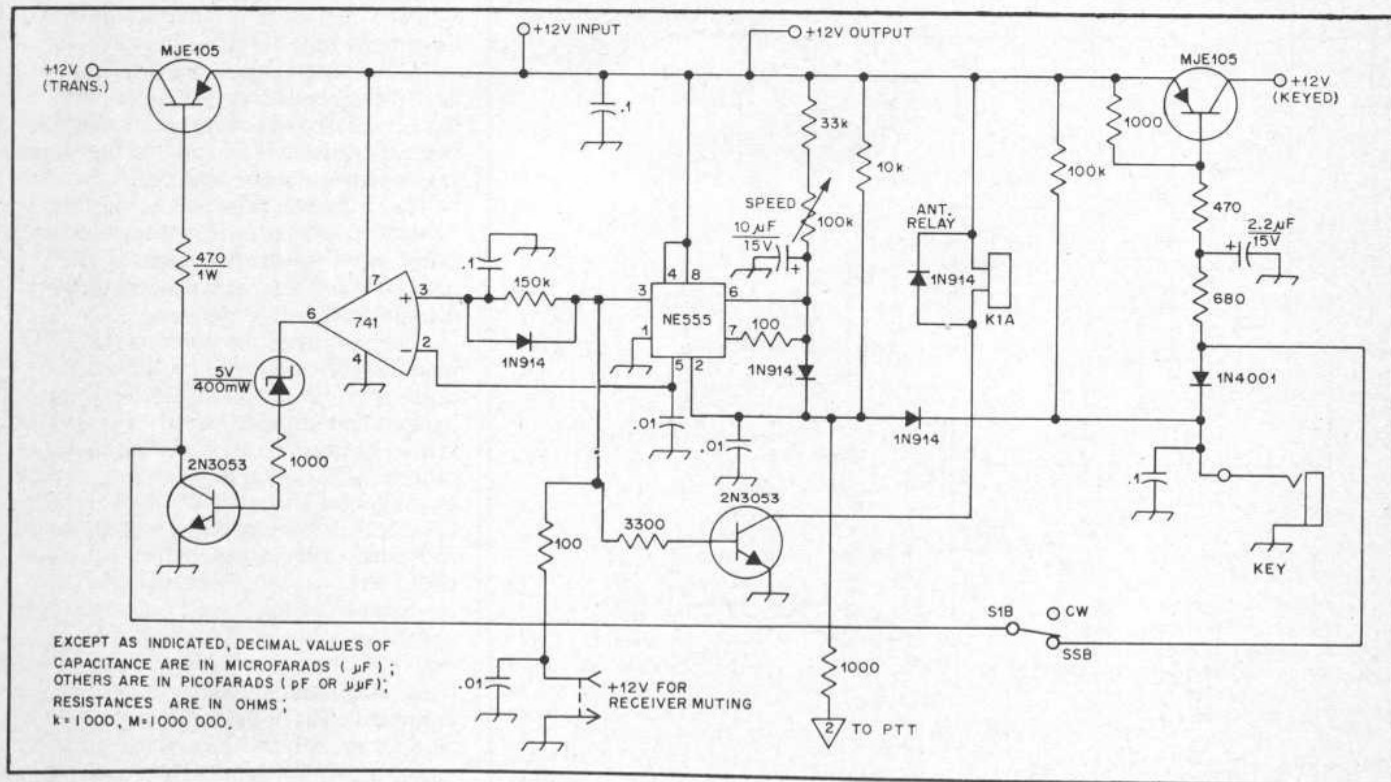 +12V INPUT
+12V OUTPUT
MJE105
+12V
(TRANS.)
MJE105
+12V
(KEYED)
.1
33k
10k
1000
100k
SPEED
100k
10µF
15V
ANT.
RELAY
470
2.2µF
15V
470
1W
.1
150k
4
8
1N914
K1A
680
7
3
3
6
6
741
NE555
1
7
100
2
4
1N914
5
2
1N914
1N4001
5V
400mW
.01
.01
1N914
1000
.1
2N3053
2N3053
100
3300
KEY
S1B
CW
SSB
EXCEPT AS INDICATED, DECIMAL VALUES OF
CAPACITANCE ARE IN MICROFARADS (µF);
OTHERS ARE IN PICOFARADS (pF OR µµF);
RESISTANCES ARE IN OHMS;
k=1000, M=1000 000.
.01
+12V FOR
RECEIVER MUTING
1000
2
TO PTT